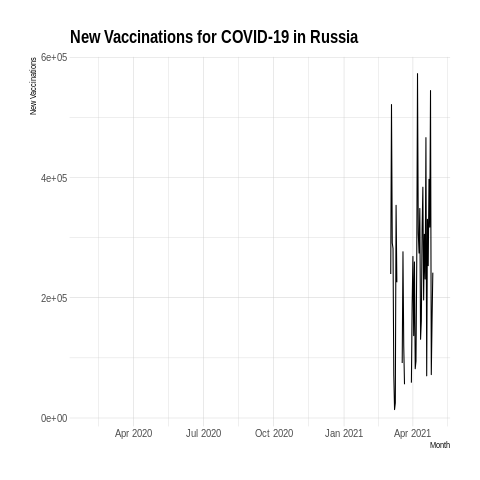 New Vaccinations for COVID-19 in Russia
6e+05
New Vaccinations
4e+05
2e+05
0e+00
Apr 2020 Jul 2020 Oct 2020 Jan 2021 Apr 2021
Month